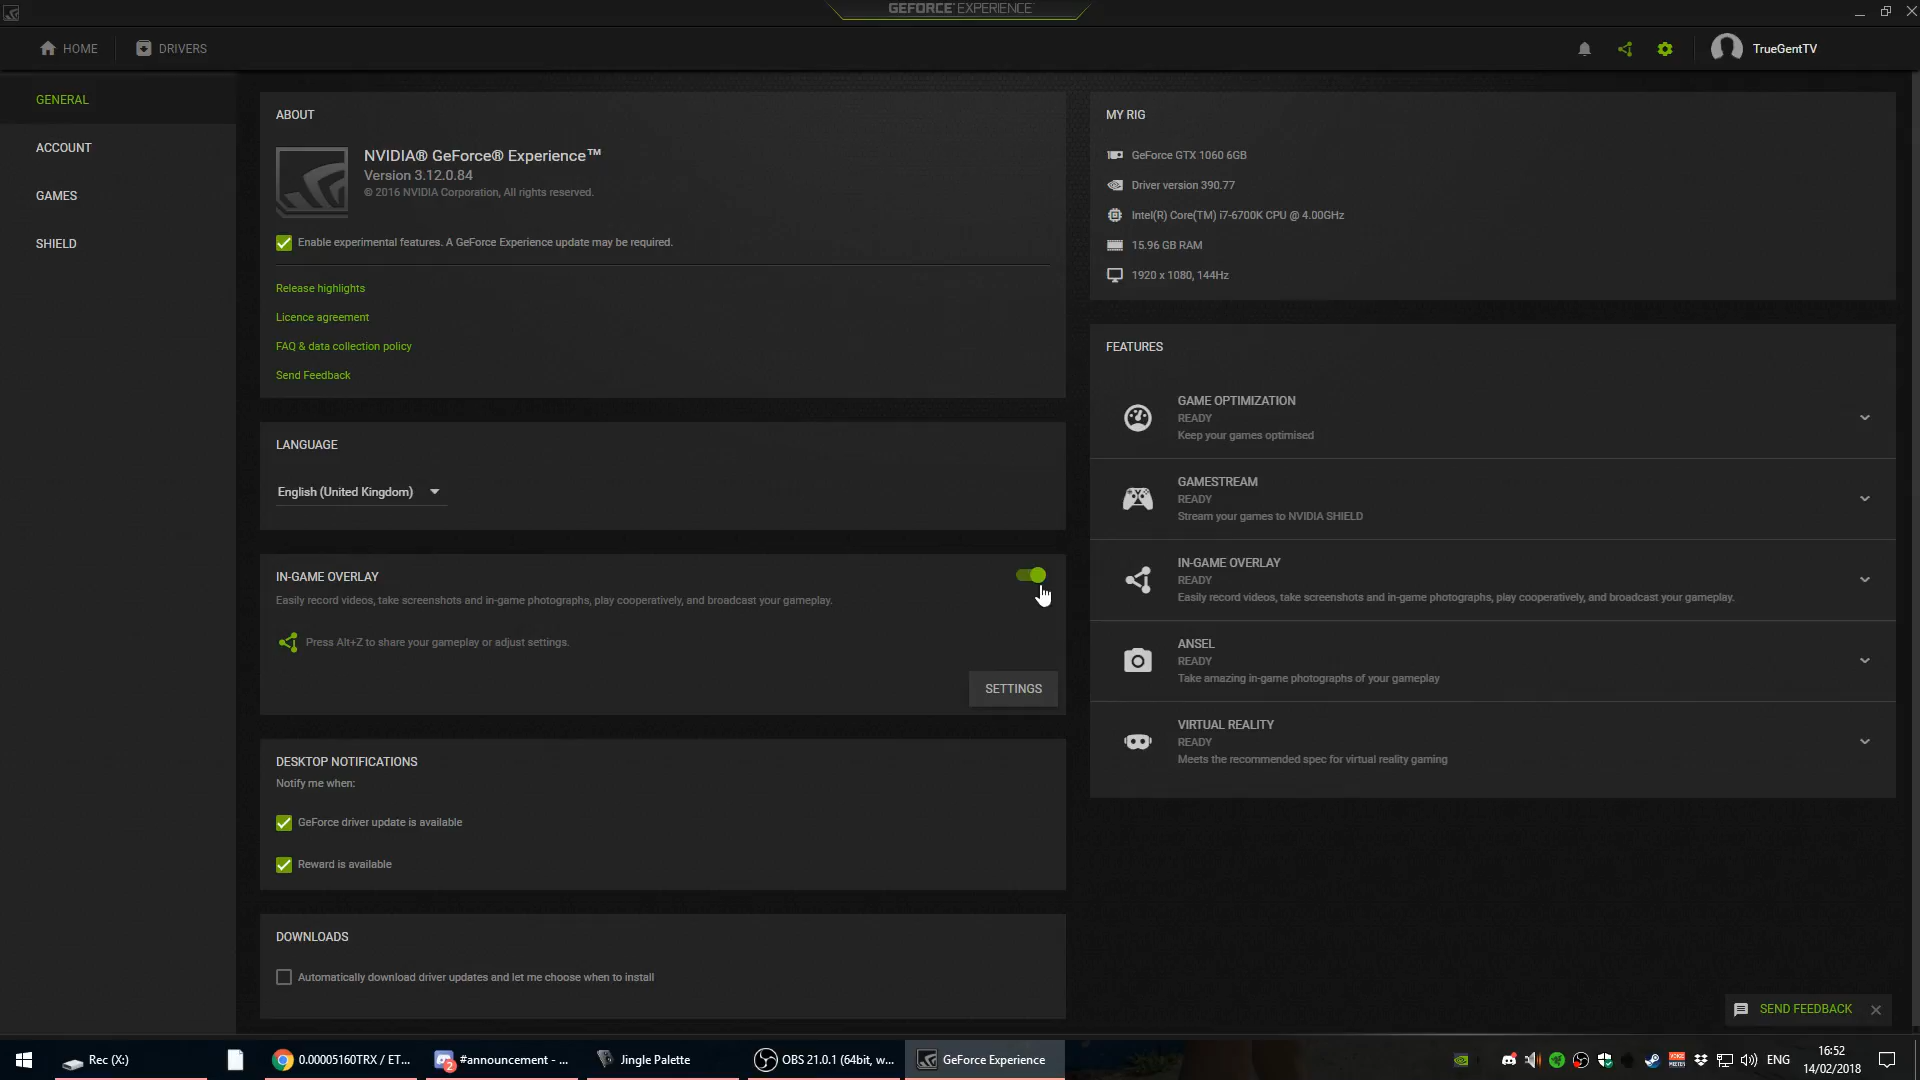 GEFORCE® EXPERIENCE
HOME
DRIVERS
TrueGentTV
GENERAL
ACCOUNT
GAMES
SHIELD
ABOUT
NVIDIA® GeForce® Experience™
Version 3.12.0.84
© 2016 NVIDIA Corporation, All rights reserved.
Enable experimental features. A GeForce Experience update may be required.
Release highlights
Licence agreement
FAQ & data collection policy
Send Feedback
LANGUAGE
English (United Kingdom)
IN-GAME OVERLAY
Easily record videos, take screenshots and in-game photographs, play cooperatively, and broadcast your gameplay.
Press Alt+Z to share your gameplay or adjust settings.
SETTINGS
DESKTOP NOTIFICATIONS
Notify me when:
GeForce driver update is available
Reward is available
DOWNLOADS
Automatically download driver updates and let me choose when to install
MY RIG
GeForce GTX 1060 6GB
Driver version 390.77
Intel(R) Core(TM) i7-6700K CPU @ 4.00GHz
15.96 GB RAM
1920 x 1080, 144Hz
FEATURES
GAME OPTIMIZATION
READY
Keep your games optimised
GAMESTREAM
READY
Stream your games to NVIDIA SHIELD
IN-GAME OVERLAY
READY
Easily record videos, take screenshots and in-game photographs, play cooperatively, and broadcast your gameplay.
ANSEL
READY
Take amazing in-game photographs of your gameplay
VIRTUAL REALITY
READY
Meets the recommended spec for virtual reality gaming
SEND FEEDBACK
Rec (X:)
0.00005160TRX / ET...
2
#announcement - ...
Jingle Palette
OBS 21.0.1 (64bit, w...
GeForce Experience
ENG
16:52
14/02/2018